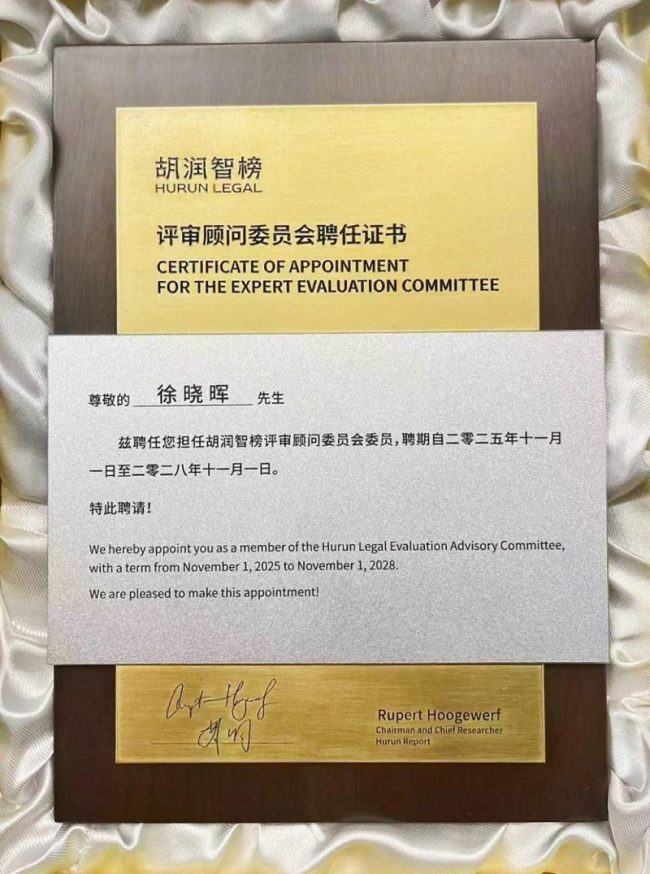 胡润智榜
HURUN LEGAL
评审顾问委员会聘任证书
CERTIFICATE OF APPOINTMENT
FOR THE EXPERT EVALUATION COMMITTEE
尊敬的 徐晓晖 先生
兹聘任您担任胡润智榜评审顾问委员会委员，聘期自二零二五年十一月
一日至二零二八年十一月一日。
特此聘请！
We hereby appoint you as a member of the Hurun Legal Evaluation Advisory Committee,
with a term from November 1, 2025 to November 1, 2028.
We are pleased to make this appointment!
胡润
Rupert Hoogewerf
Chairman and Chief Researcher
Hurun Report